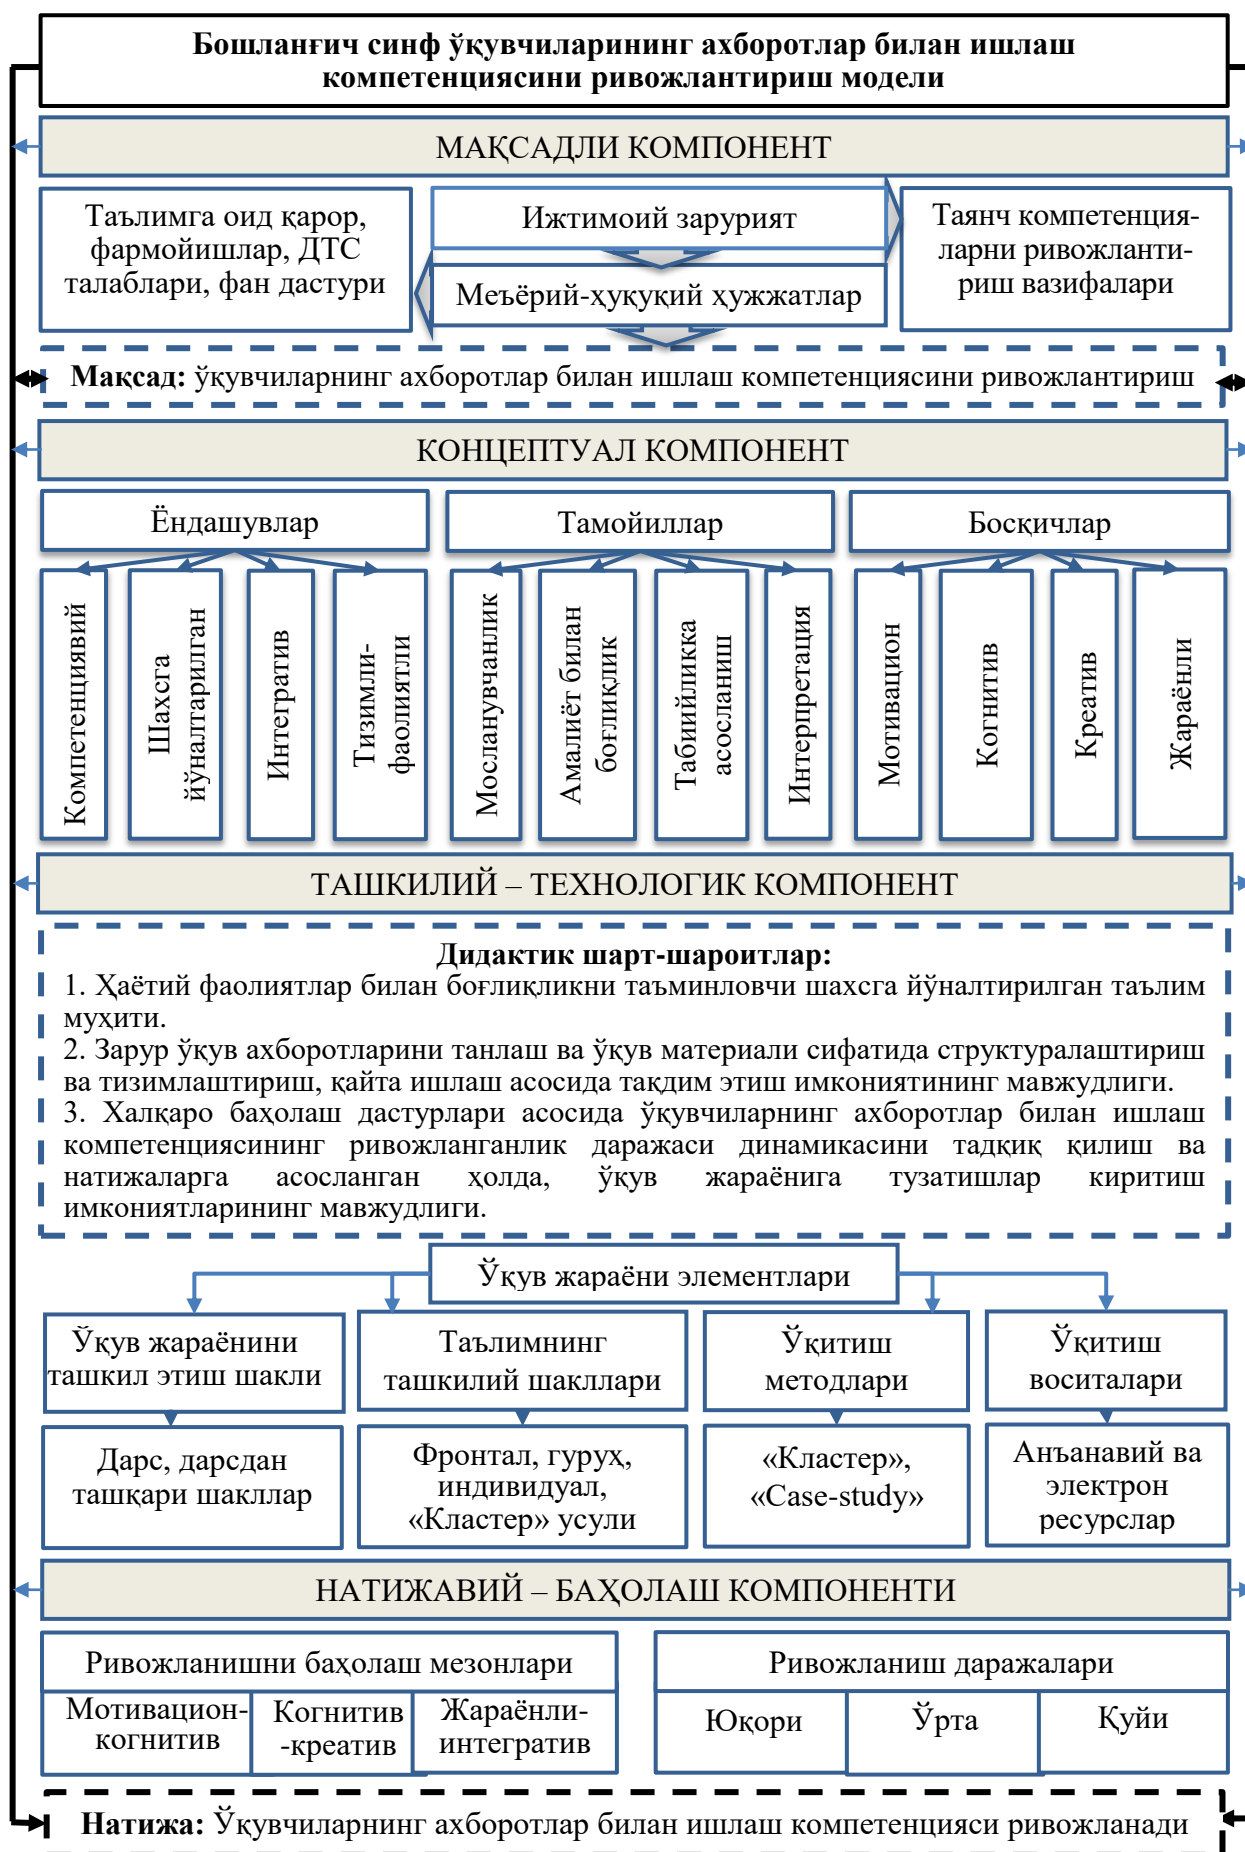 Бошланғич синф ўқувчиларининг ахборотлар билан ишлаш
компетенциясини ривожлантириш модели
МАҚСАДЛИ КОМПОНЕНТ
Таълимга оид қарор,
фармойишлар, ДТС
талаблари, фан дастури
Ижтимоий зарурият
Меъёрий-ҳуқуқий ҳужжатлар
Таянч компетенция-
ларни ривожланти-
риш вазифалари
Мақсад: ўқувчиларнинг ахборотлар билан ишлаш компетенциясини ривожлантириш
КОНЦЕПТУАЛ КОМПОНЕНТ
Ёндашувлар
Тамойиллар
Босқичлар
Компетенциявий
Шахсга
йўналтарилган
Интегратив
Тизимли-
фаолиятли
Мосланувчанлик
Амалиёт билан
боғлиқлик
Табиийликка
асосланиш
Интерпретация
Мотивацион
Когнитив
Креатив
Жараёнли
ТАШКИЛИЙ – ТЕХНОЛОГИК КОМПОНЕНТ
Дидактик шарт-шароитлар:
1. Ҳаётий фаолиятлар билан боғлиқликни таъминловчи шахсга йўналтирилган таълим
муҳити.
2. Зарур ўқув ахборотларини танлаш ва ўқув материали сифатида структуралаштириш
ва тизимлаштириш, қайта ишлаш асосида тақдим этиш имкониятининг мавжудлиги.
3. Халқаро баҳолаш дастурлари асосида ўқувчиларнинг ахборотлар билан ишлаш
компетенциясининг ривожланганлик даражаси динамикасини тадқиқ қилиш ва
натижаларга асосланган ҳолда, ўқув жараёнига тузатишлар киритиш
имкониятларининг мавжудлиги.
Ўқув жараёни элементлари
Ўқув жараёнини
ташкил этиш шакли
Таълимнинг
ташкилий шакллари
Ўқитиш
методлари
Ўқитиш
воситалари
Дарс, дарсдан
ташқари шакллар
Фронтал, гуруҳ,
индивидуал,
«Кластер» усули
«Кластер»,
«Case-study»
Анъанавий ва
электрон
ресурслар
НАТИЖАВИЙ – БАҲОЛАШ КОМПОНЕНТИ
Ривожланишни баҳолаш мезонлари
Ривожланиш даражалари
Мотивацион-
когнитив
Когнитив
-креатив
Жараёнли-
интегратив
Юқори
Ўрта
Қуйи
Натижа: Ўқувчиларнинг ахборотлар билан ишлаш компетенцияси ривожланади